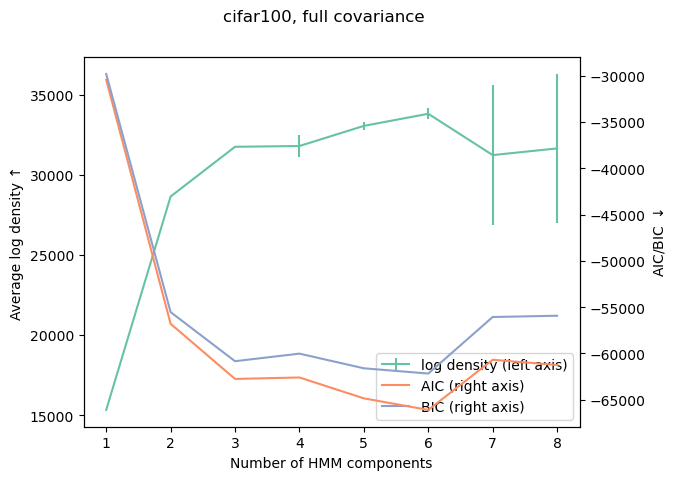 cifar100, full covariance
Average log density ↑
35000
30000
25000
20000
15000
−30000
−35000
−40000
−45000
−50000
−55000
−60000
−65000
AIC/BIC ↓
log density (left axis)
AIC (right axis)
BIC (right axis)
1 2 3 4 5 6 7 8
Number of HMM components